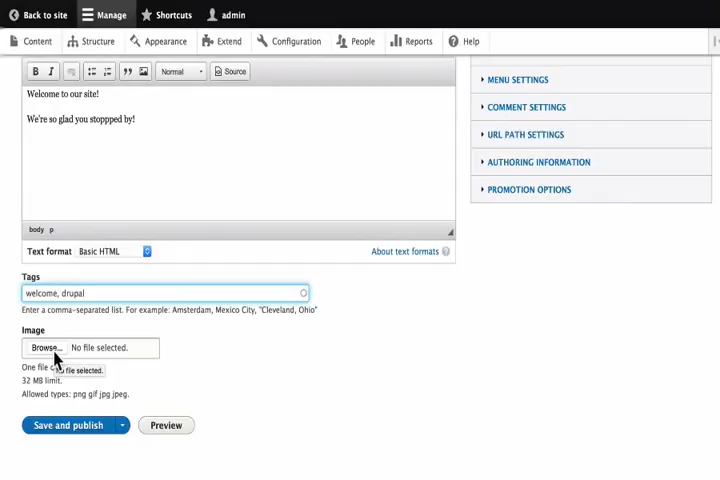 Back to site Manage Shortcuts admin
Content Structure Appearance Extend Configuration People Reports Help
B I Normal Source
Welcome to our site!
We're so glad you stoppped by!
body p
Text format Basic HTML About text formats ?
Tags
welcome, drupal
Enter a comma-separated list. For example: Amsterdam, Mexico City, "Cleveland, Ohio"
Image
Browse... No file selected.
One file
file selected.
32 MB limit.
Allowed types: png gif jpg jpeg.
Save and publish Preview
MENU SETTINGS
COMMENT SETTINGS
URL PATH SETTINGS
AUTHORING INFORMATION
PROMOTION OPTIONS